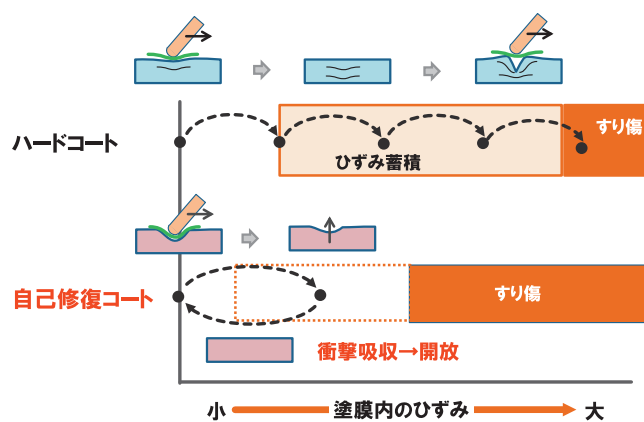 ハードコート
すり傷
ひずみ蓄積
自己修復コート
すり傷
衝撃吸収→開放
小
塗膜内のひずみ
大